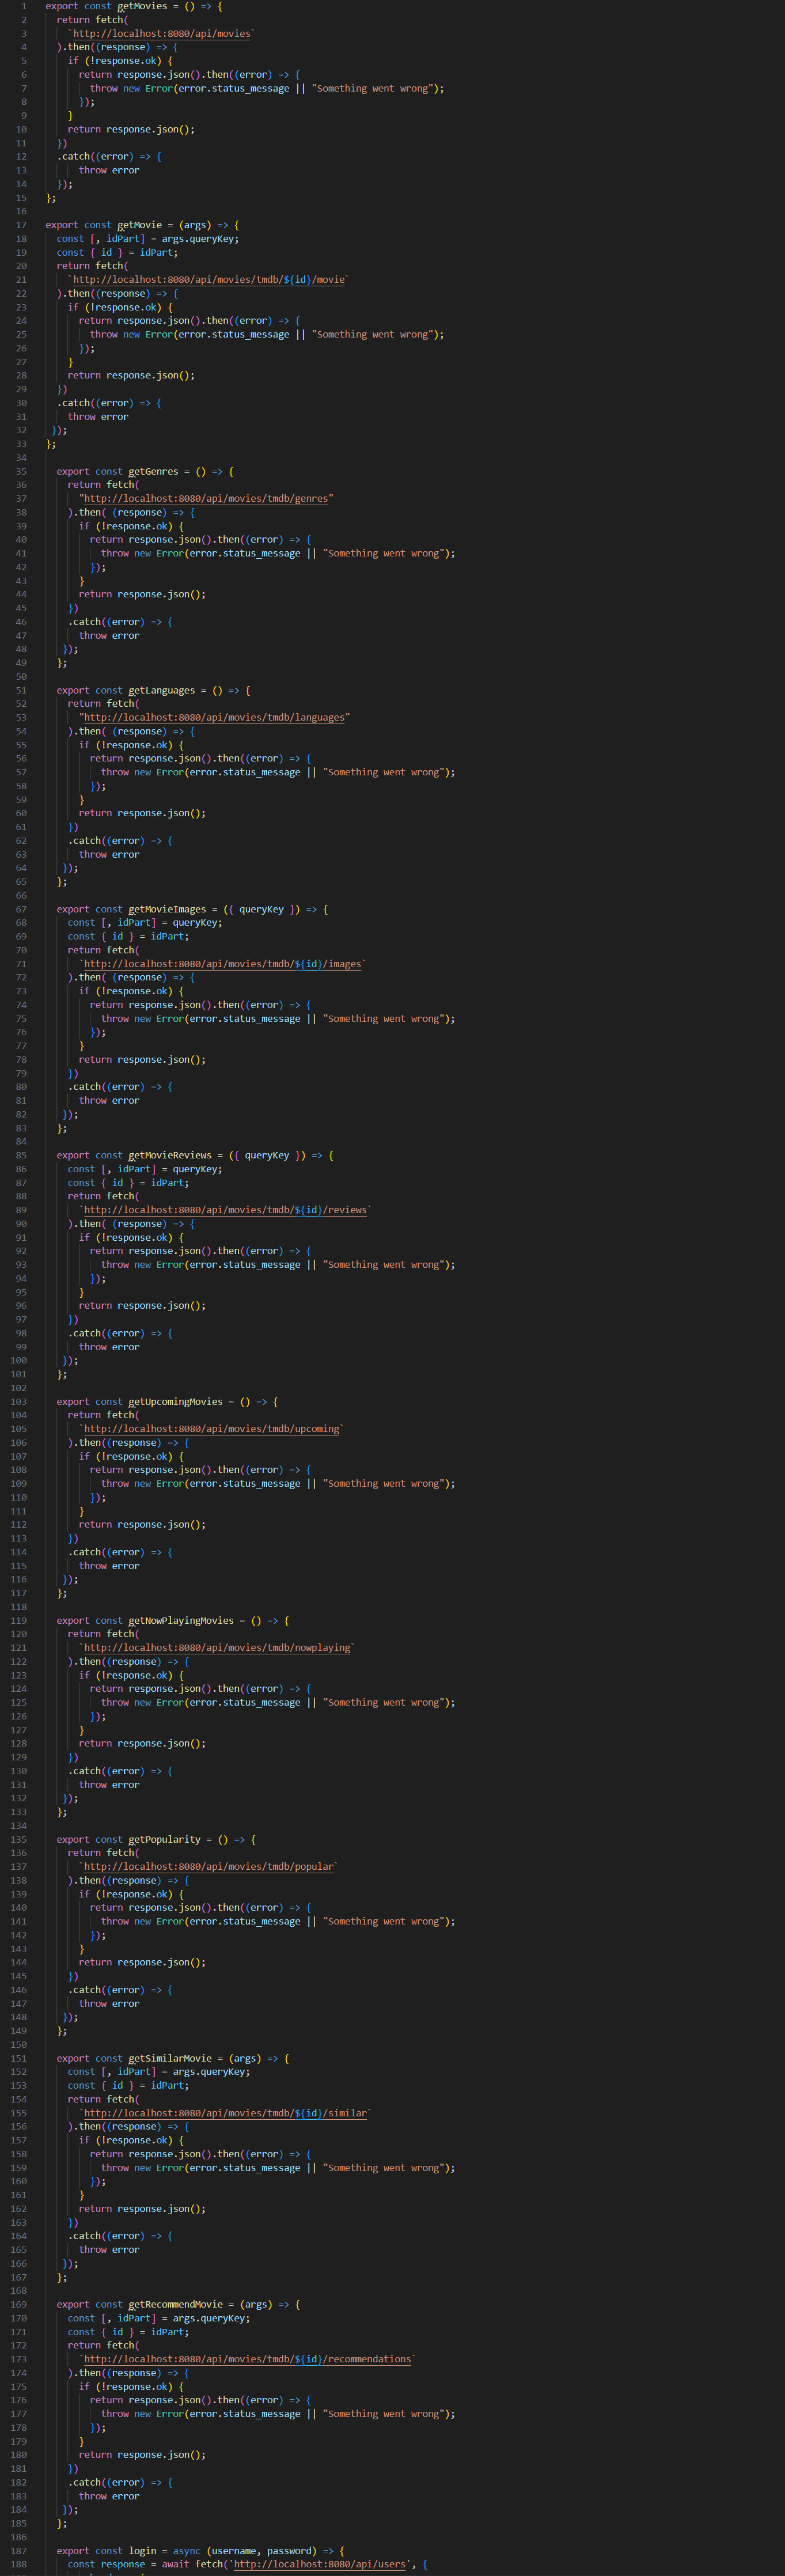 1 export const getMovies = () => {
2 return fetch(
3 `http://localhost:8080/api/movies`
4 ).then((response) => {
5 if (!response.ok) {
6 return response.json().then((error) => {
7 throw new Error(error.status_message || "Something went wrong");
8 });
9 }
10 return response.json();
11 })
12 .catch((error) => {
13 throw error
14 });
15 };
16
17 export const getMovie = (args) => {
18 const [, idPart] = args.queryKey;
19 const { id } = idPart;
20 return fetch(
21 `http://localhost:8080/api/movies/tmdb/${id}/movie`
22 ).then((response) => {
23 if (!response.ok) {
24 return response.json().then((error) => {
25 throw new Error(error.status_message || "Something went wrong");
26 });
27 }
28 return response.json();
29 })
30 .catch((error) => {
31 throw error
32 });
33 };
34
35 export const getGenres = () => {
36 return fetch(
37 "http://localhost:8080/api/movies/tmdb/genres"
38 ).then( (response) => {
39 if (!response.ok) {
40 return response.json().then((error) => {
41 throw new Error(error.status_message || "Something went wrong");
42 });
43 }
44 return response.json();
45 })
46 .catch((error) => {
47 throw error
48 });
49 };
50
51 export const getLanguages = () => {
52 return fetch(
53 "http://localhost:8080/api/movies/tmdb/languages"
54 ).then( (response) => {
55 if (!response.ok) {
56 return response.json().then((error) => {
57 throw new Error(error.status_message || "Something went wrong");
58 });
59 }
60 return response.json();
61 })
62 .catch((error) => {
63 throw error
64 });
65 };
66
67 export const getMovieImages = ({ queryKey }) => {
68 const [, idPart] = queryKey;
69 const { id } = idPart;
70 return fetch(
71 `http://localhost:8080/api/movies/tmdb/${id}/images`
72 ).then( (response) => {
73 if (!response.ok) {
74 return response.json().then((error) => {
75 throw new Error(error.status_message || "Something went wrong");
76 });
77 }
78 return response.json();
79 })
80 .catch((error) => {
81 throw error
82 });
83 };
84
85 export const getMovieReviews = ({ queryKey }) => {
86 const [, idPart] = queryKey;
87 const { id } = idPart;
88 return fetch(
89 `http://localhost:8080/api/movies/tmdb/${id}/reviews`
90 ).then( (response) => {
91 if (!response.ok) {
92 return response.json().then((error) => {
93 throw new Error(error.status_message || "Something went wrong");
94 });
95 }
96 return response.json();
97 })
98 .catch((error) => {
99 throw error
100 });
101 };
102
103 export const getUpcomingMovies = () => {
104 return fetch(
105 `http://localhost:8080/api/movies/tmdb/upcoming`
106 ).then((response) => {
107 if (!response.ok) {
108 return response.json().then((error) => {
109 throw new Error(error.status_message || "Something went wrong");
110 });
111 }
112 return response.json();
113 })
114 .catch((error) => {
115 throw error
116 });
117 };
118
119 export const getNowPlayingMovies = () => {
120 return fetch(
121 `http://localhost:8080/api/movies/tmdb/nowplaying`
122 ).then((response) => {
123 if (!response.ok) {
124 return response.json().then((error) => {
125 throw new Error(error.status_message || "Something went wrong");
126 });
127 }
128 return response.json();
129 })
130 .catch((error) => {
131 throw error
132 });
133 };
134
135 export const getPopularity = () => {
136 return fetch(
137 `http://localhost:8080/api/movies/tmdb/popular`
138 ).then((response) => {
139 if (!response.ok) {
140 return response.json().then((error) => {
141 throw new Error(error.status_message || "Something went wrong");
142 });
143 }
144 return response.json();
145 })
146 .catch((error) => {
147 throw error
148 });
149 };
150
151 export const getSimilarMovie = (args) => {
152 const [, idPart] = args.queryKey;
153 const { id } = idPart;
154 return fetch(
155 `http://localhost:8080/api/movies/tmdb/${id}/similar`
156 ).then((response) => {
157 if (!response.ok) {
158 return response.json().then((error) => {
159 throw new Error(error.status_message || "Something went wrong");
160 });
161 }
162 return response.json();
163 })
164 .catch((error) => {
165 throw error
166 });
167 };
168
169 export const getRecommendMovie = (args) => {
170 const [, idPart] = args.queryKey;
171 const { id } = idPart;
172 return fetch(
173 `http://localhost:8080/api/movies/tmdb/${id}/recommendations`
174 ).then((response) => {
175 if (!response.ok) {
176 return response.json().then((error) => {
177 throw new Error(error.status_message || "Something went wrong");
178 });
179 }
180 return response.json();
181 })
182 .catch((error) => {
183 throw error
184 });
185 };
186
187 export const login = async (username, password) => {
188 const response = await fetch('http://localhost:8080/api/users', {